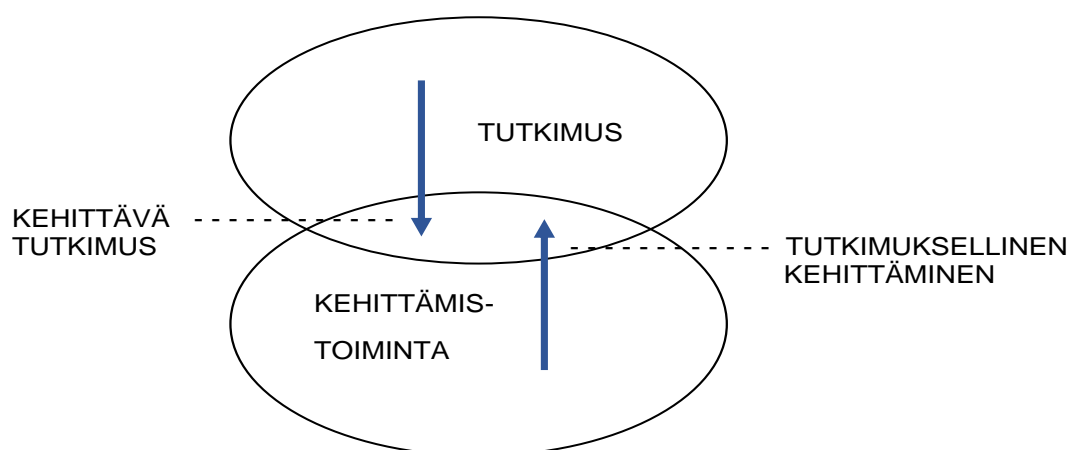 TUTKIMUS
KEHITTÄVÄ
TUTKIMUS
TUTKIMUKSELLINEN
KEHITTÄMINEN
KEHITTÄMIS-
TOIMINTA